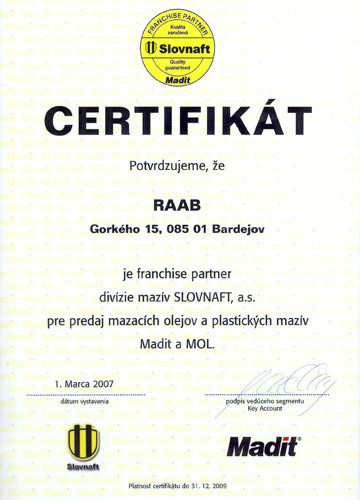 FRANCHISE PARTNER
Kvalita
zaručená
Slovnaft
Quality
guaranteed
Madit
CERTIFIKÁT
Potvrdzujeme, že
RAAB
Gorkého 15, 085 01 Bardejov
je franchise partner
divízie mazív SLOVNAFT, a.s.
pre predaj mazacích olejov a plastických mazív
Madit a MOL.
1. Marca 2007
dátum vystavenia
podpis vedúceho segmentu
Key Account
Slovnaft
Madit®
Platnosť certifikátu do 31. 12. 2009